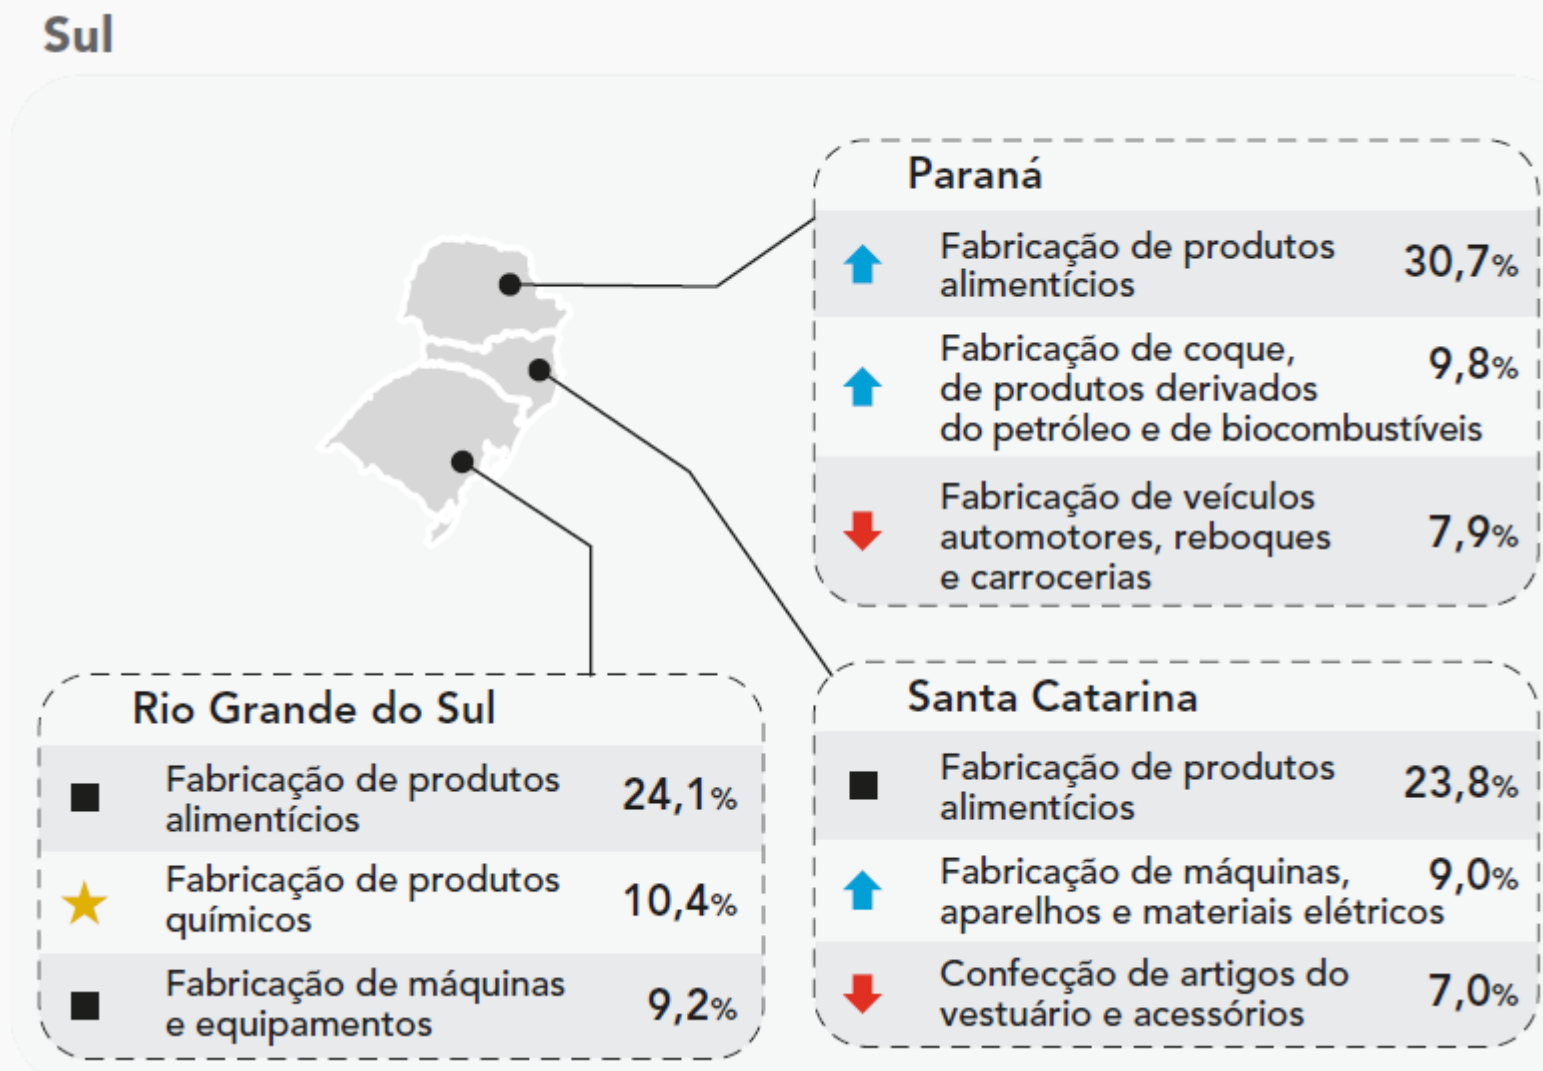 Sul
Paraná
Fabricação de produtos
alimentícios
30,7%
Fabricação de coque,
de produtos derivados
do petróleo e de biocombustíveis
9,8%
Fabricação de veículos
automotores, reboques
e carrocerias
7,9%
Rio Grande do Sul
Fabricação de produtos
alimentícios
24,1%
Fabricação de produtos
químicos
10,4%
Fabricação de máquinas
e equipamentos
9,2%
Santa Catarina
Fabricação de produtos
alimentícios
23,8%
Fabricação de máquinas,
aparelhos e materiais elétricos
9,0%
Confecção de artigos do
vestuário e acessórios
7,0%